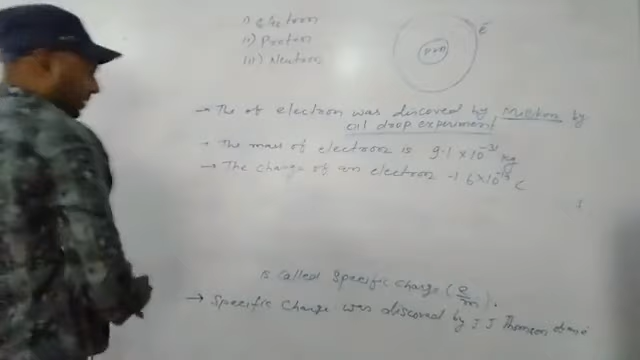 i) electron
ii) Proton
iii) Neutron
P+n
e⁻
→ The of electron was discoved by Millikan by
oil drop experiment
→ The mass of electron is 9.1 × 10⁻³¹ kg
→ The charge of an electron -1.6 × 10⁻¹⁹ C
is called Specific charge (e/m).
→ Specific charge was discoved by J.J Thomson